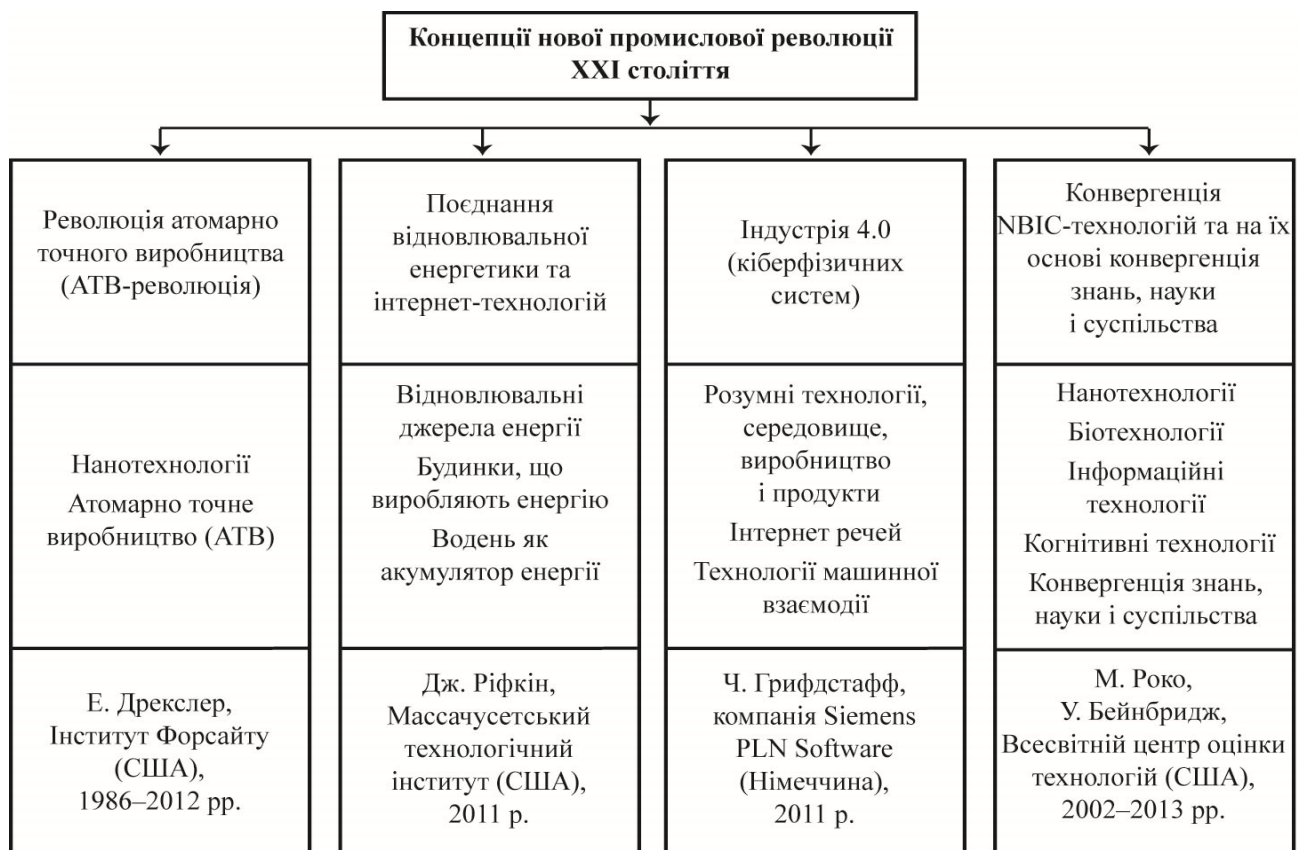 Концепції нової промислової революції
XXI століття
Революція атомарно
точного виробництва
(АТВ-революція)
Нанотехнології
Атомарно точне
виробництво (АТВ)
Е. Дрекслер,
Інститут Форсайту
(США),
1986–2012 рр.
Поєднання
відновлювальної
енергетики та
інтернет-технологій
Відновлювальні
джерела енергії
Будинки, що
виробляють енергію
Водень як
акумулятор енергії
Дж. Ріфкін,
Массачусетський
технологічний
інститут (США),
2011 р.
Індустрія 4.0
(кіберфізичних
систем)
Розумні технології,
середовище,
виробництво
і продукти
Інтернет речей
Технології машинної
взаємодії
Ч. Грифдстафф,
компанія Siemens
PLN Software
(Німеччина),
2011 р.
Конвергенція
NBIC-технологій та на їх
основі конвергенція
знань, науки
і суспільства
Нанотехнології
Біотехнології
Інформаційні
технології
Когнітивні технології
Конвергенція знань,
науки і суспільства
М. Роко,
У. Бейнбридж,
Всесвітній центр оцінки
технологій (США),
2002–2013 рр.